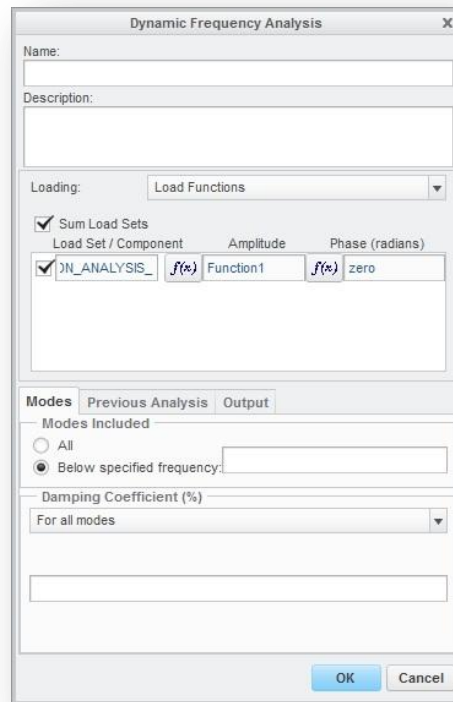 Dynamic Frequency Analysis X
Name:
Description:
Loading: Load Functions
Sum Load Sets
Load Set / Component Amplitude Phase (radians)
ON_ANALYSIS_ f(x) Function1 f(x) zero
Modes Previous Analysis Output
Modes Included
All
Below specified frequency:
Damping Coefficient (%)
For all modes
OK Cancel